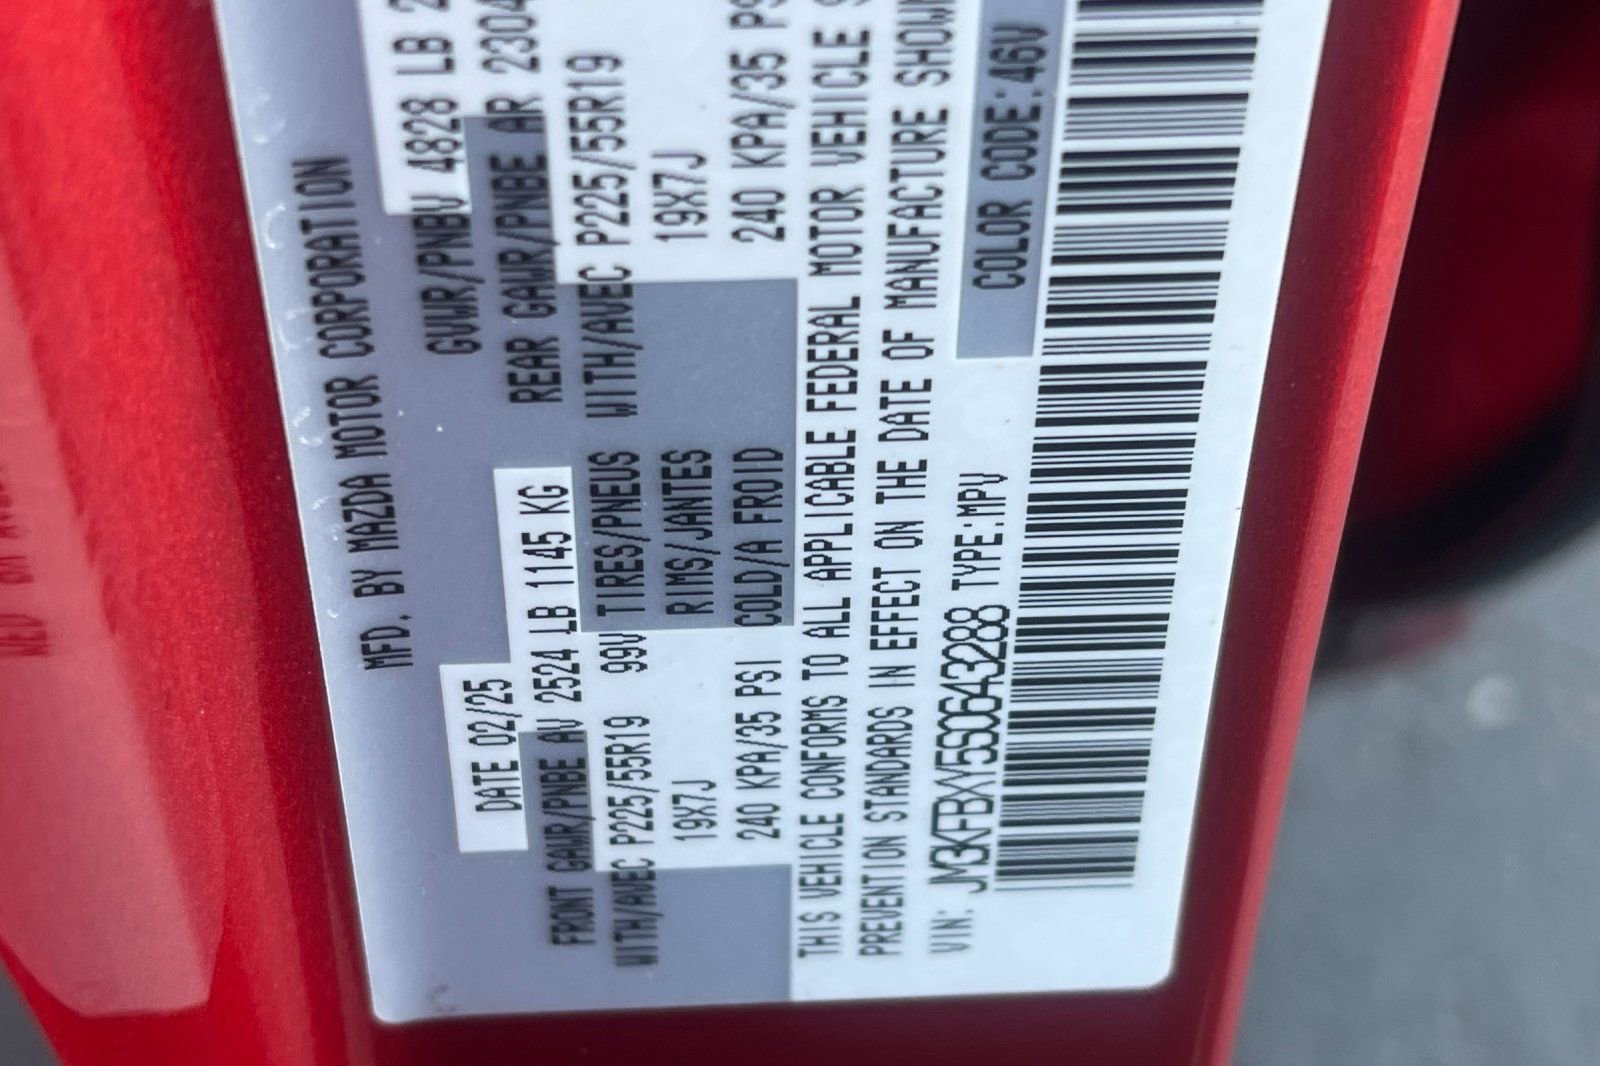 MFD. BY MAZDA MOTOR CORPORATION
DATE 02/25 GVWR/PNBV 4828 LB 2
FRONT GAWR/PNBE AV 2524 LB 1145 KG REAR GAWR/PNBE AR 2304
WITH/AVEC P225/55R19 99V TIRES/PNEUS WITH/AVEC P225/55R19
19X7J RIMS/JANTES 19X7J
240 KPA/35 PSI COLD/A FROID 240 KPA/35 PS
THIS VEHICLE CONFORMS TO ALL APPLICABLE FEDERAL MOTOR VEHICLE S
PREVENTION STANDARDS IN EFFECT ON THE DATE OF MANUFACTURE SHOWN
VIN: JM3KFBXY5S0643288 TYPE:MPV COLOR CODE:46V